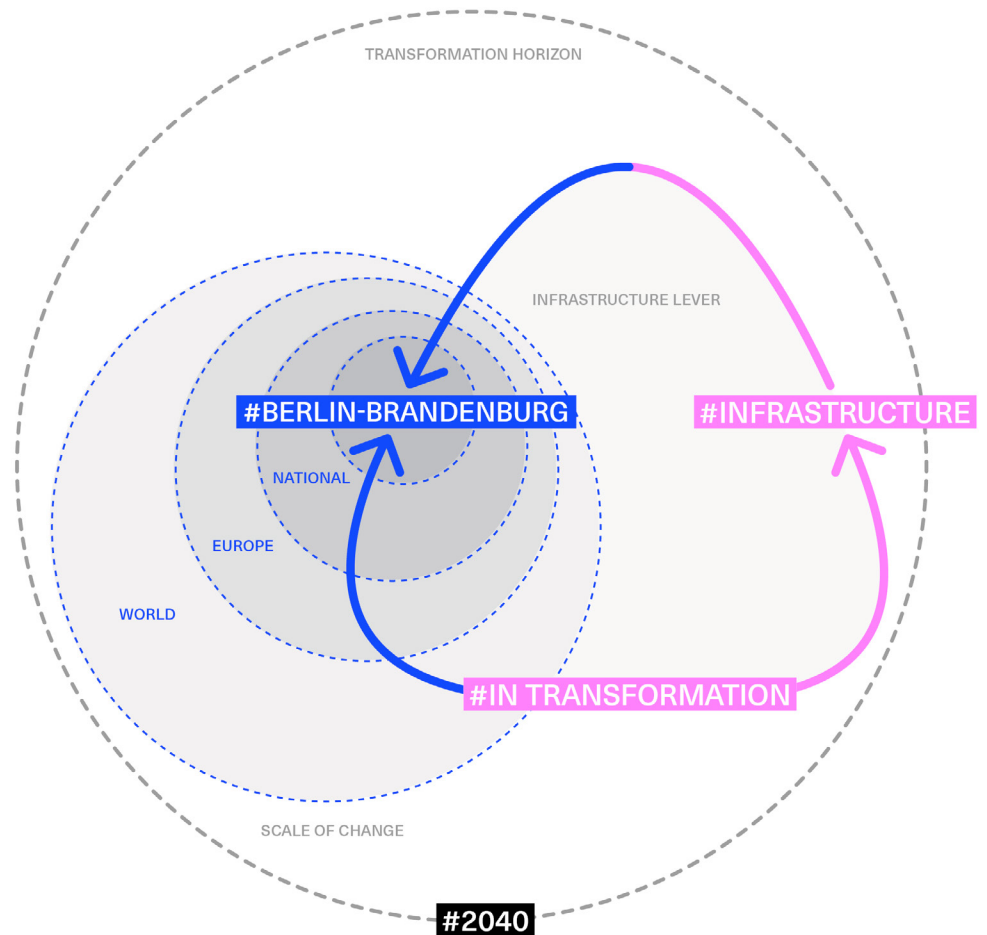 TRANSFORMATION HORIZON
INFRASTRUCTURE LEVER
#BERLIN-BRANDENBURG
#INFRASTRUCTURE
NATIONAL
EUROPE
WORLD
#IN TRANSFORMATION
SCALE OF CHANGE
#2040